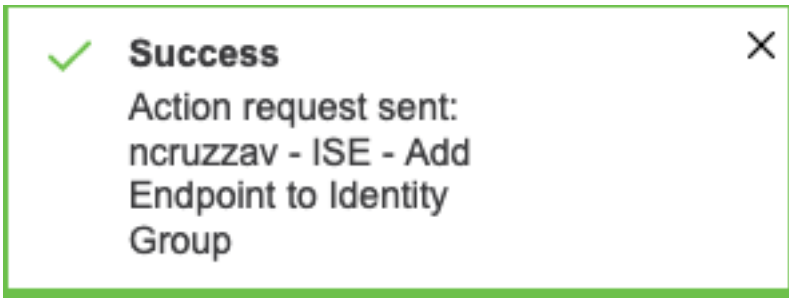 Success
Action request sent:
ncruzzav - ISE - Add
Endpoint to Identity
Group